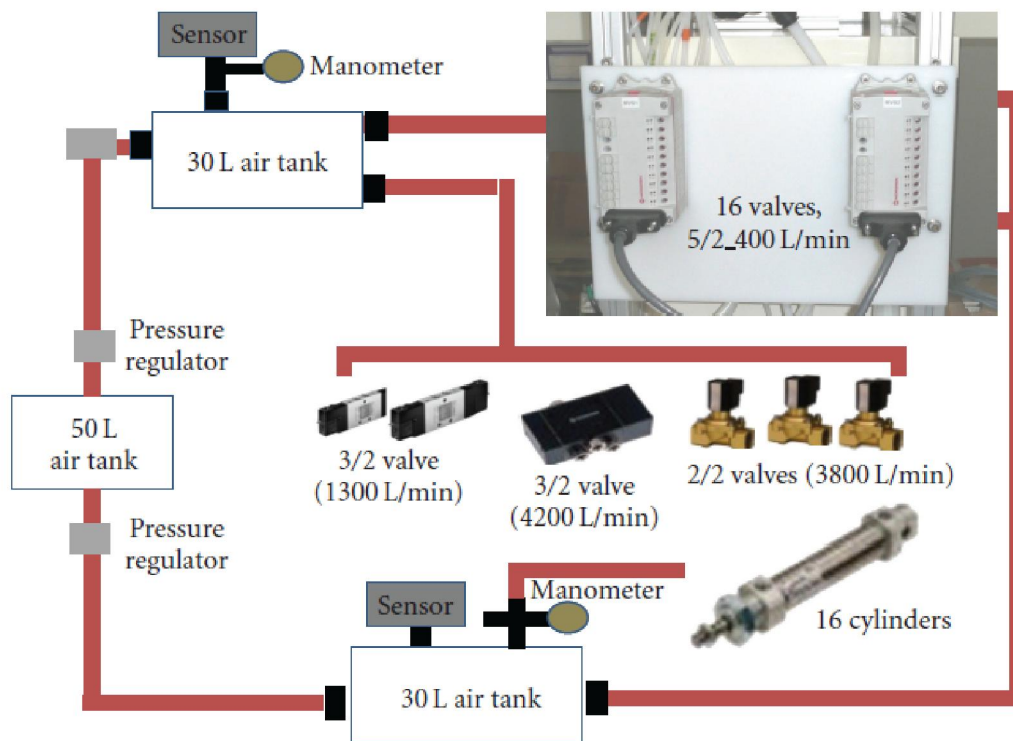 Sensor
Manometer
30 L air tank
16 valves,
5/2_400 L/min
Pressure
regulator
50 L
air tank
3/2 valve
(1300 L/min)
3/2 valve
(4200 L/min)
2/2 valves (3800 L/min)
Pressure
regulator
Sensor
Manometer
16 cylinders
30 L air tank